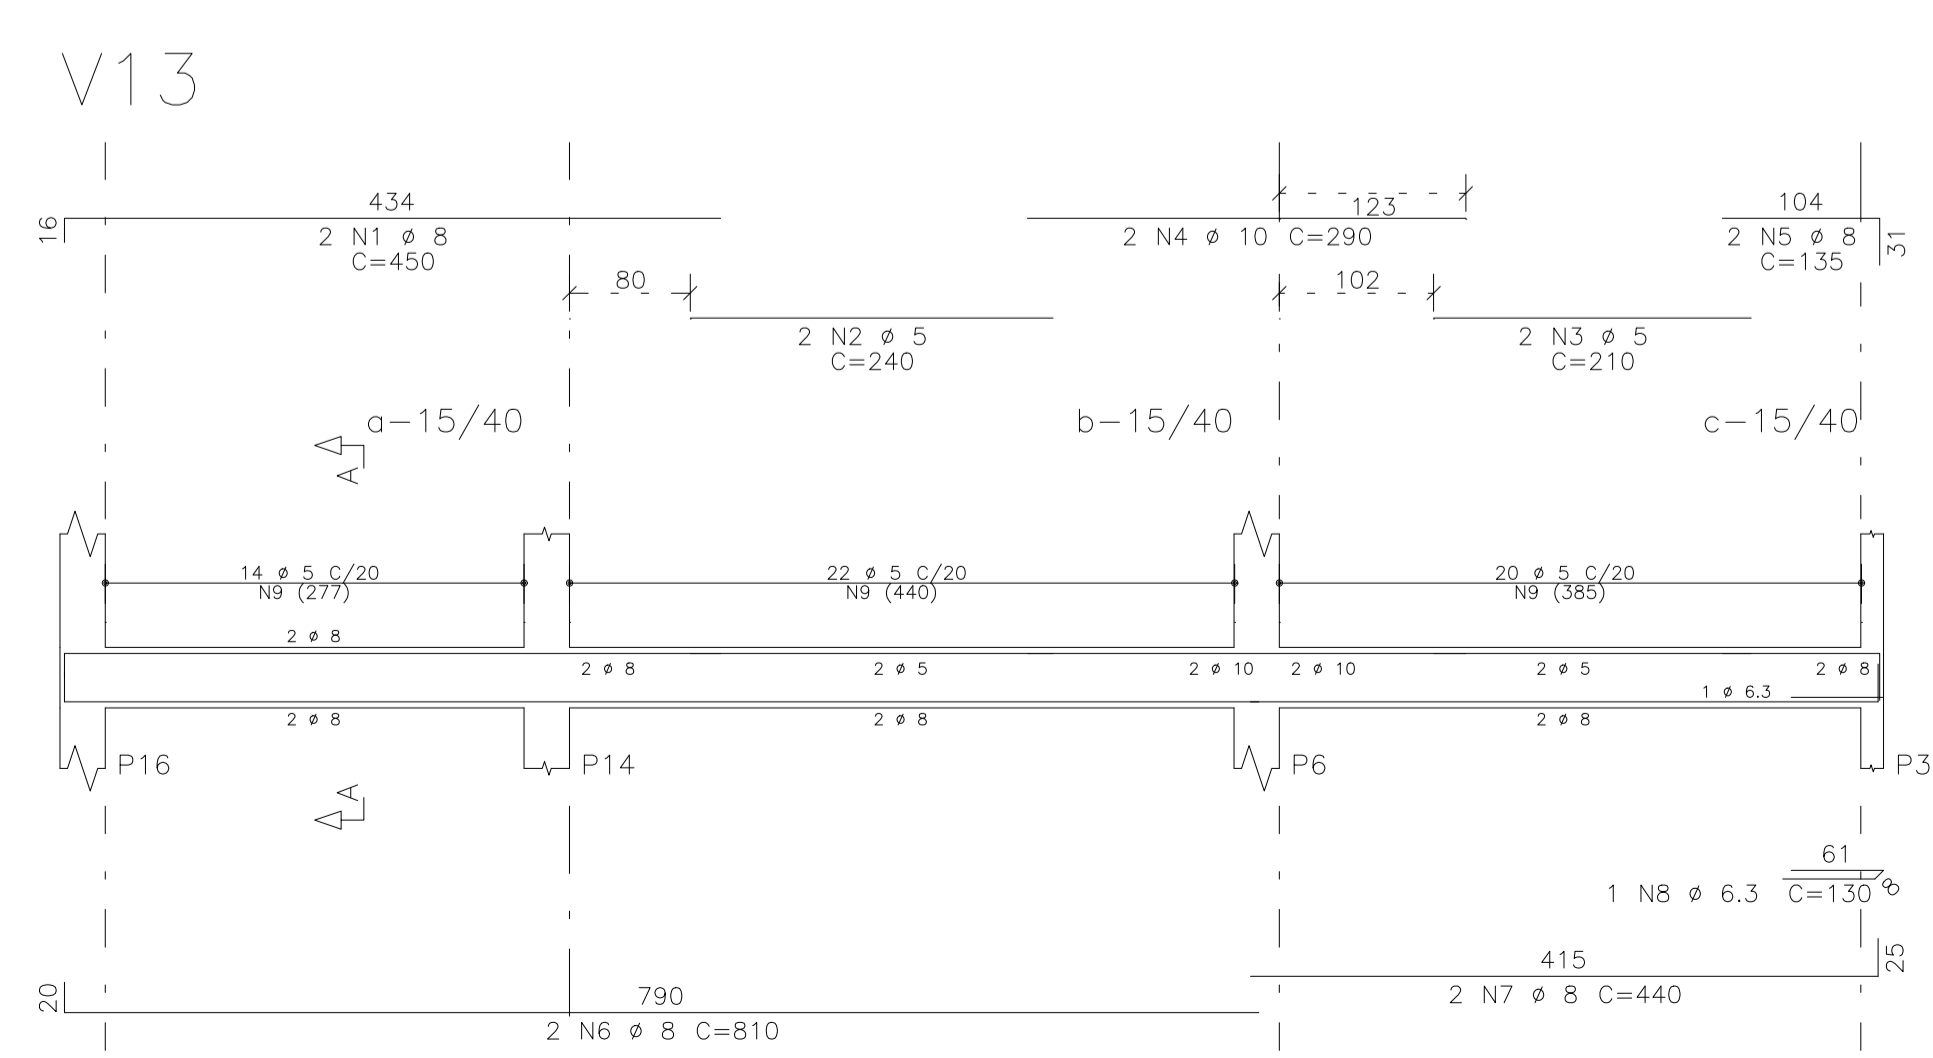 V13
434
16
2 N1 ø 8
C=450
123
2 N4 ø 10 C=290
104
2 N5 ø 8
C=135
31
80
2 N2 ø 5
C=240
102
2 N3 ø 5
C=210
a-15/40
b-15/40
c-15/40
A
14 ø 5 C/20
N9 (277)
22 ø 5 C/20
N9 (440)
20 ø 5 C/20
N9 (385)
2 ø 8
2 ø 8
2 ø 5
2 ø 10
2 ø 10
2 ø 5
2 ø 8
1 ø 6.3
2 ø 8
2 ø 8
2 ø 8
P16
P14
P6
P3
A
61
1 N8 ø 6.3 C=130
8
415
25
2 N7 ø 8 C=440
790
20
2 N6 ø 8 C=810